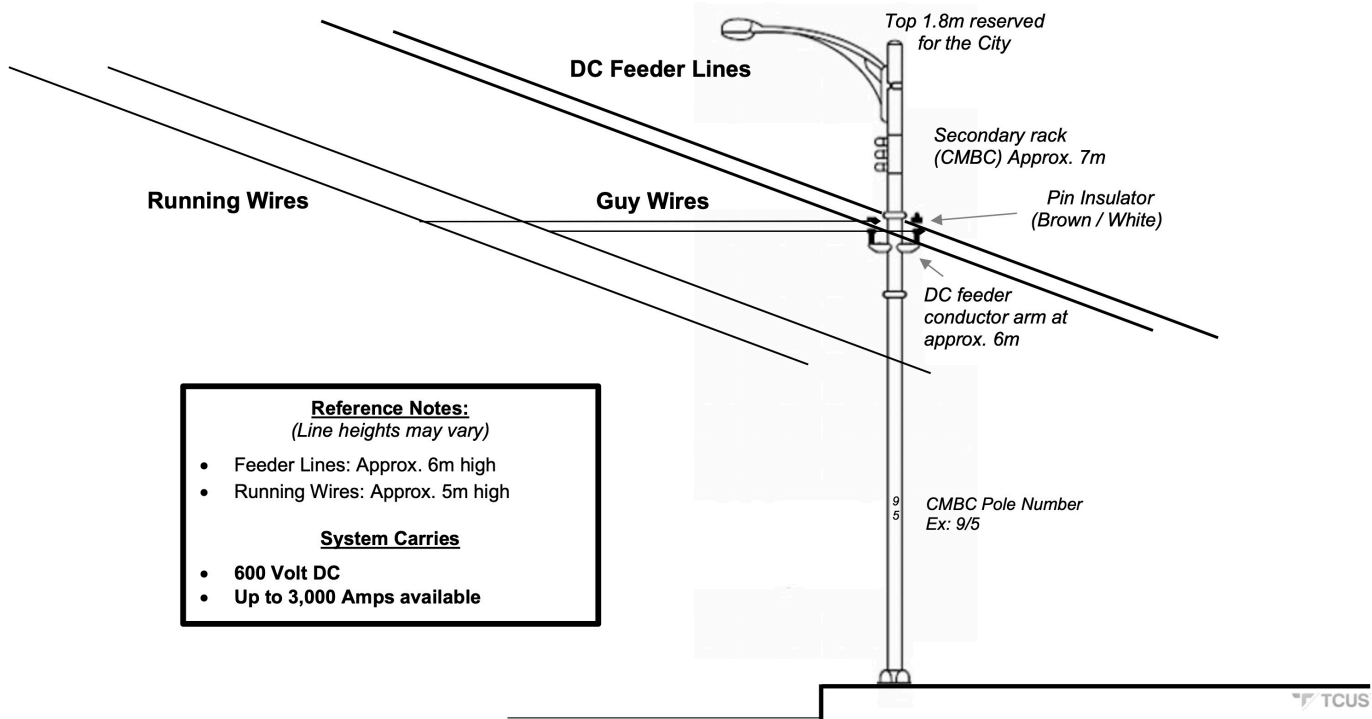 Top 1.8m reserved
for the City
DC Feeder Lines
Secondary rack
(CMBC) Approx. 7m
Running Wires
Guy Wires
Pin Insulator
(Brown / White)
DC feeder
conductor arm at
approx. 6m
Reference Notes:
(Line heights may vary)
• Feeder Lines: Approx. 6m high
• Running Wires: Approx. 5m high
System Carries
• 600 Volt DC
• Up to 3,000 Amps available
9
5
CMBC Pole Number
Ex: 9/5
TCUS